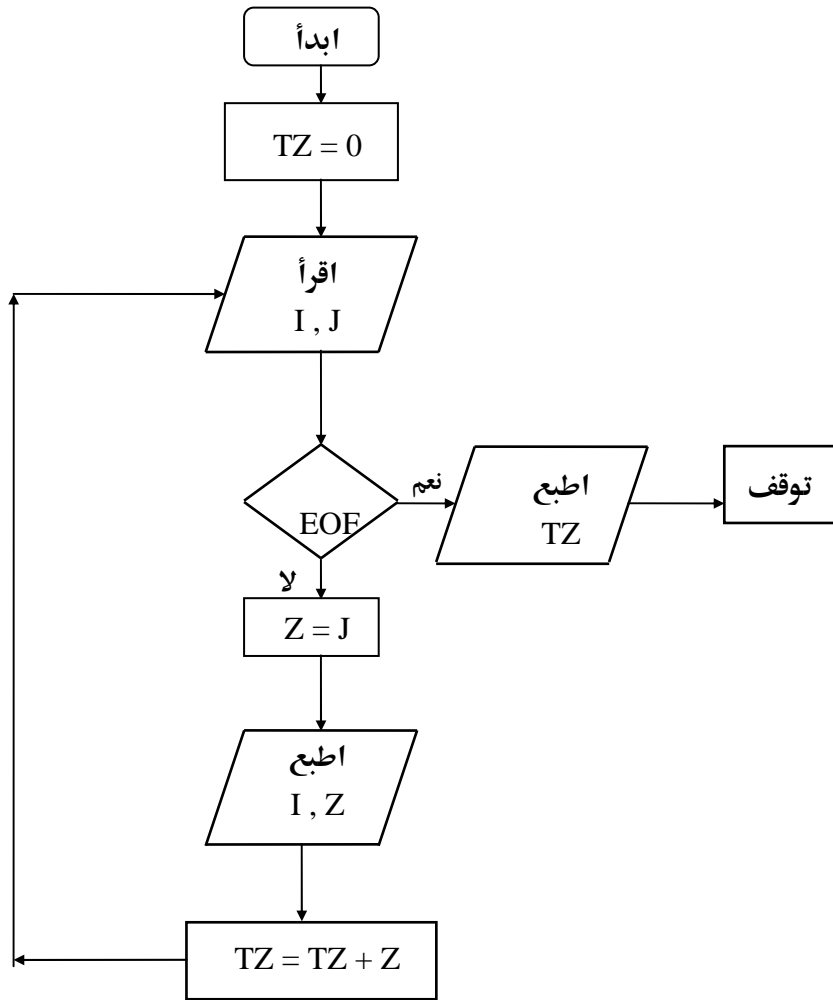 ابدأ
TZ = 0
اقرأ
I , J
EOF
نعم
اطبع
TZ
توقف
لا
Z = J
اطبع
I , Z
TZ = TZ + Z